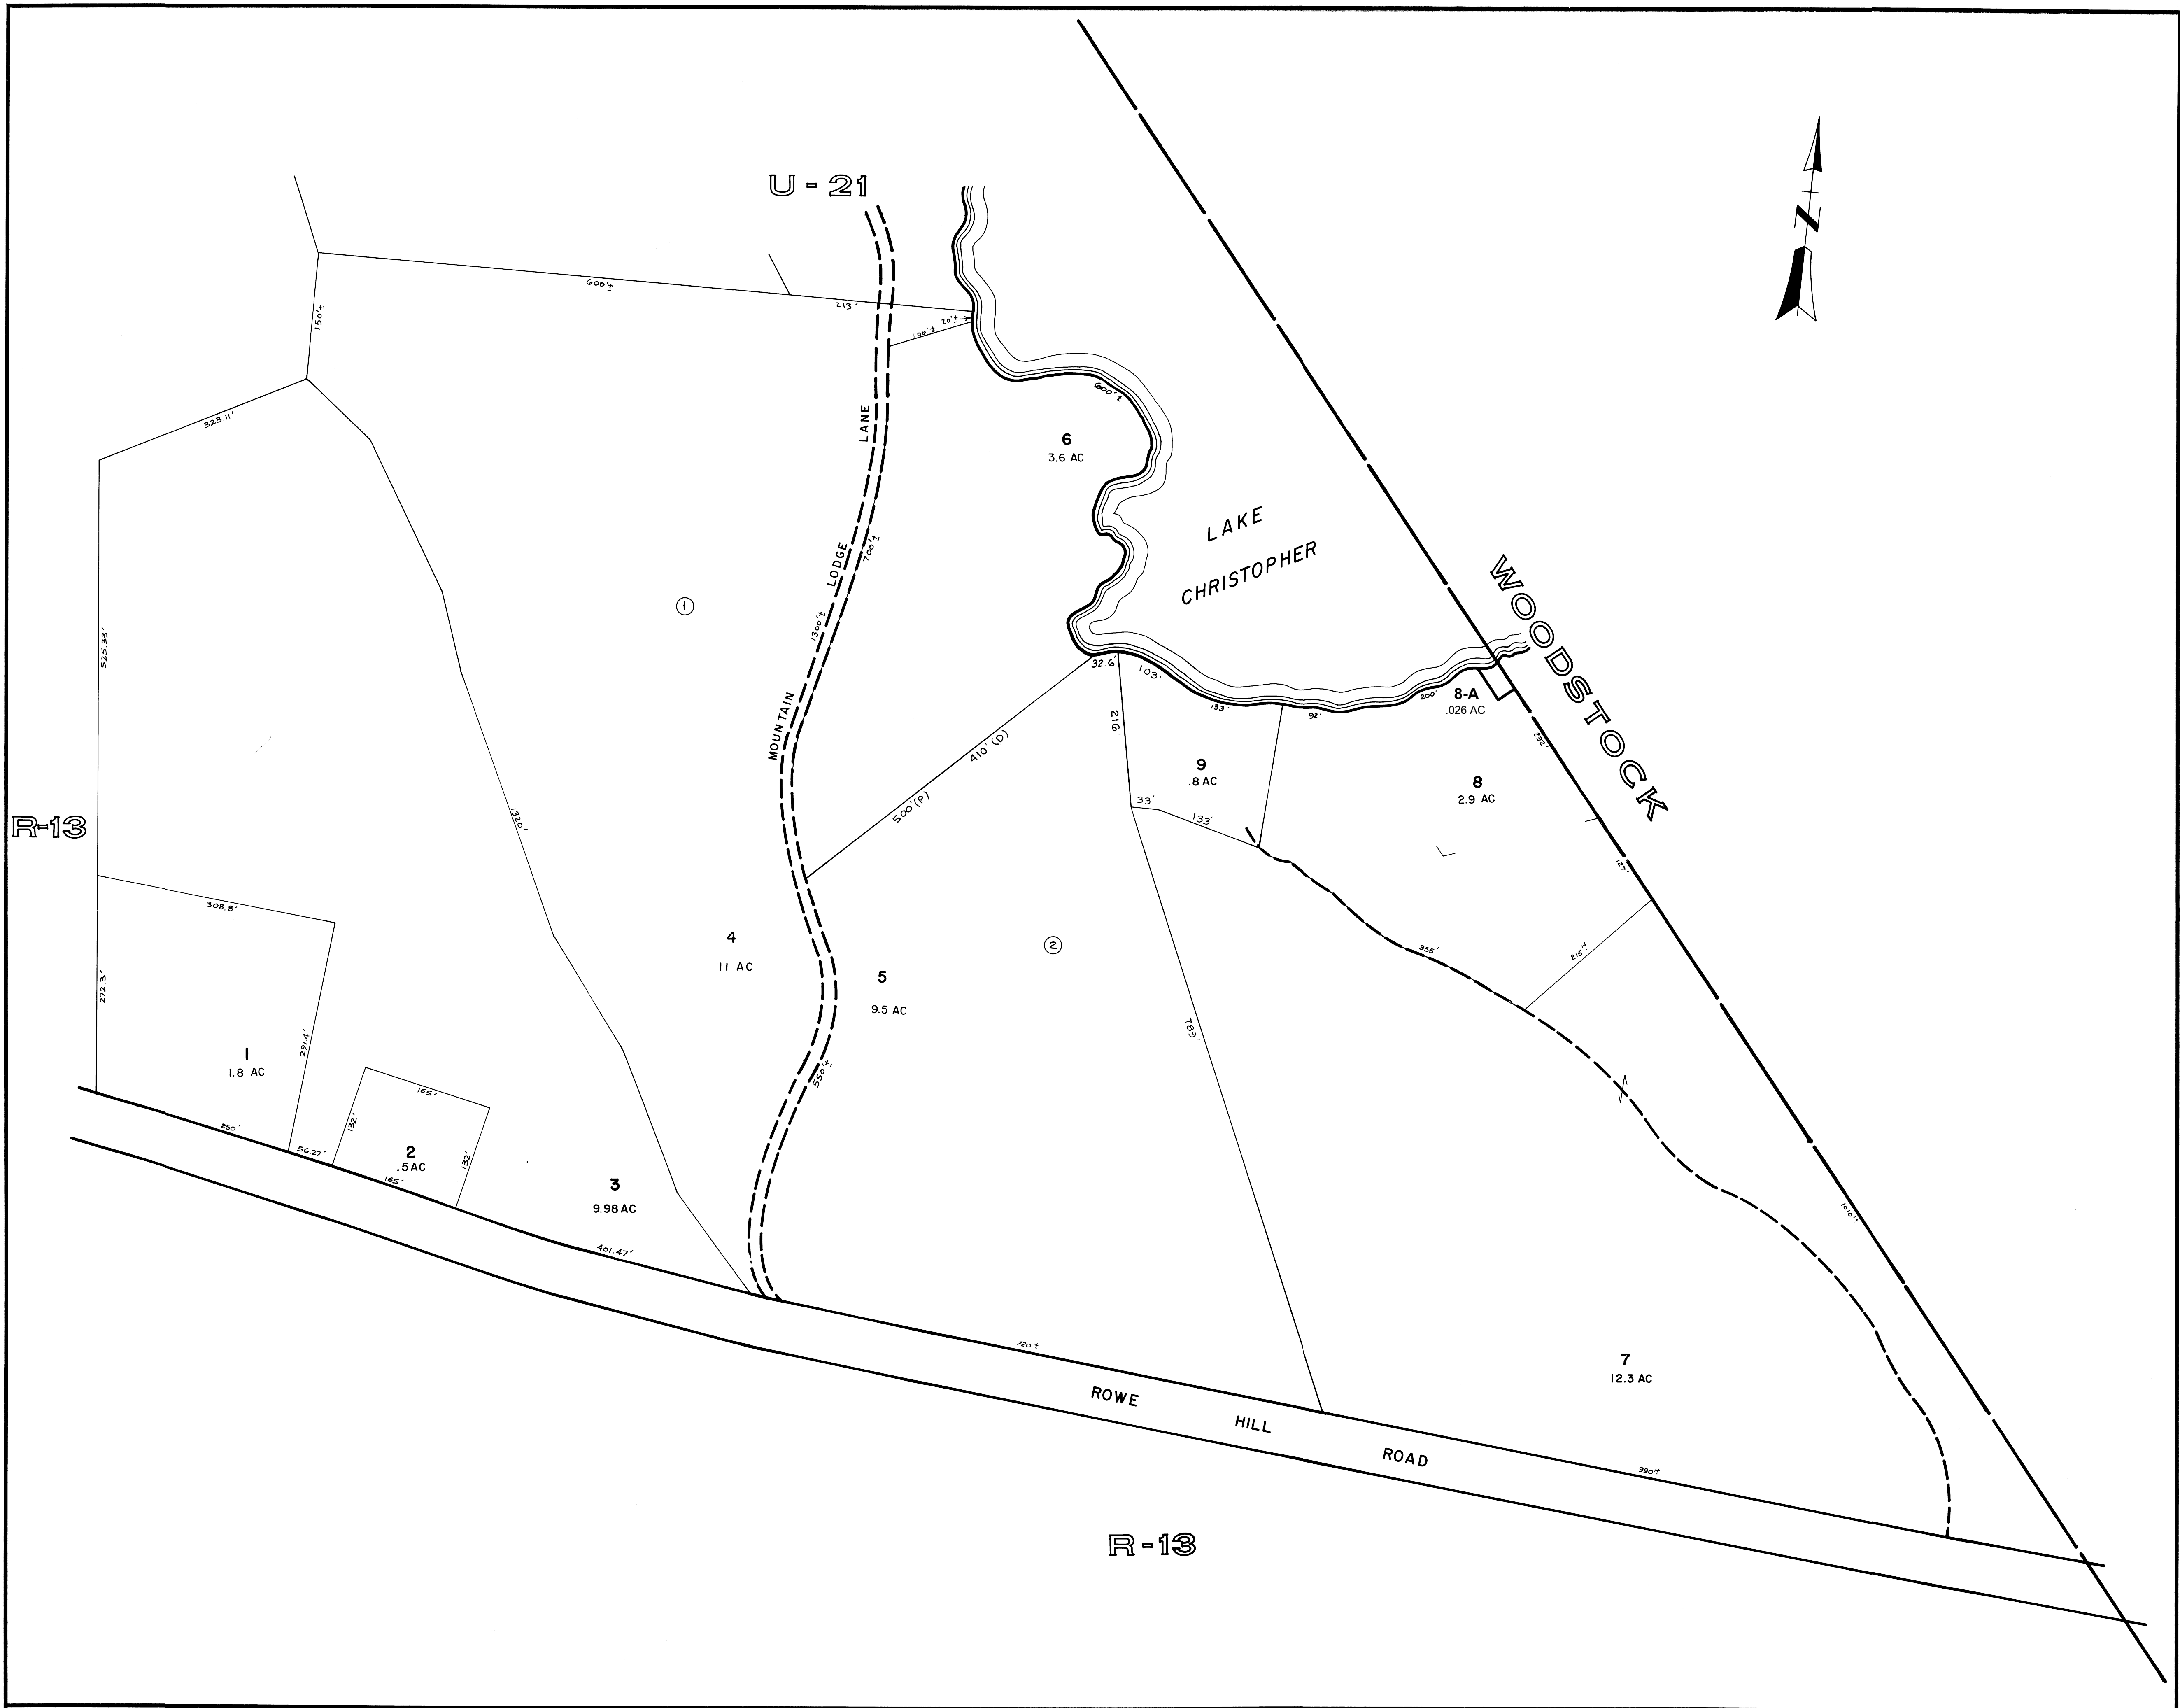 U - 21
N
600'±
213'
150'±
100'± 20'±
323.11'
LANE
600'±
6
3.6 AC
LAKE
CHRISTOPHER
LODGE
700'±
WOODSTOCK
1
1300'±
525.33'
32.6'
103'
MOUNTAIN
216'
133'
92'
200'
8-A
.026 AC
232'
410' (D)
9
.8 AC
8
2.9 AC
500' (P)
33'
133'
R-13
1320'
127'
308.8'
4
11 AC
2
355'
216'±
5
9.5 AC
272.3'
789'
291.4'
1
1.8 AC
550'±
165'
132'
250'
56.27'
2
.5 AC
132'
165'
3
9.98 AC
401.47'
1010'±
720'±
7
12.3 AC
ROWE HILL ROAD
990'±
R-13